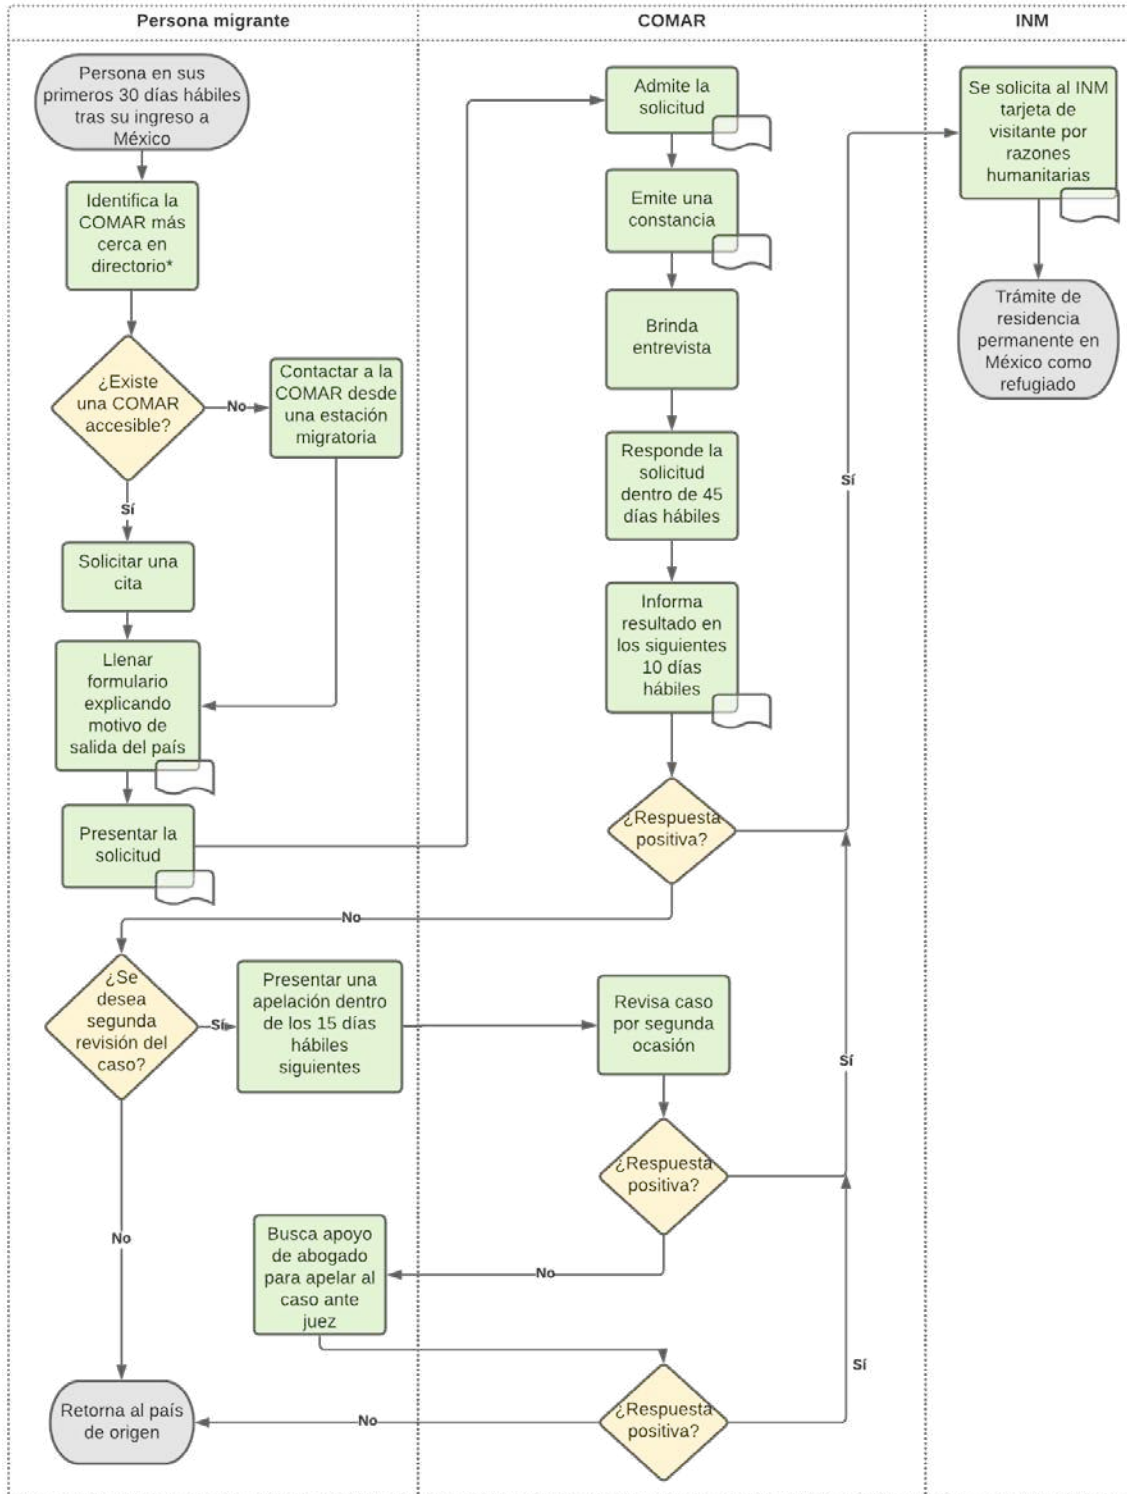 Persona migrante
COMAR
INM
Persona en sus
primeros 30 días hábiles
tras su ingreso a
México
Identifica la
COMAR más
cerca en
directorio*
¿Existe
una COMAR
accesible?
No
Contactar a la
COMAR desde
una estación
migratoria
Sí
Solicitar una
cita
Llenar
formulario
explicando
motivo de
salida del país
Presentar la
solicitud
Admite la
solicitud
Emite una
constancia
Brinda
entrevista
Responde la
solicitud
dentro de 45
días hábiles
Informa
resultado en
los siguientes
10 días
hábiles
¿Respuesta
positiva?
Sí
Se solicita al INM
tarjeta de
visitante por
razones
humanitarias
Trámite de
residencia
permanente en
México como
refugiado
No
¿Se
desea
segunda
revisión del
caso?
Sí
Presentar una
apelación dentro
de los 15 días
hábiles
siguientes
Revisa caso
por segunda
ocasión
Sí
¿Respuesta
positiva?
No
No
Busca apoyo
de abogado
para apelar al
caso ante
juez
Sí
¿Respuesta
positiva?
No
Retorna al país
de origen